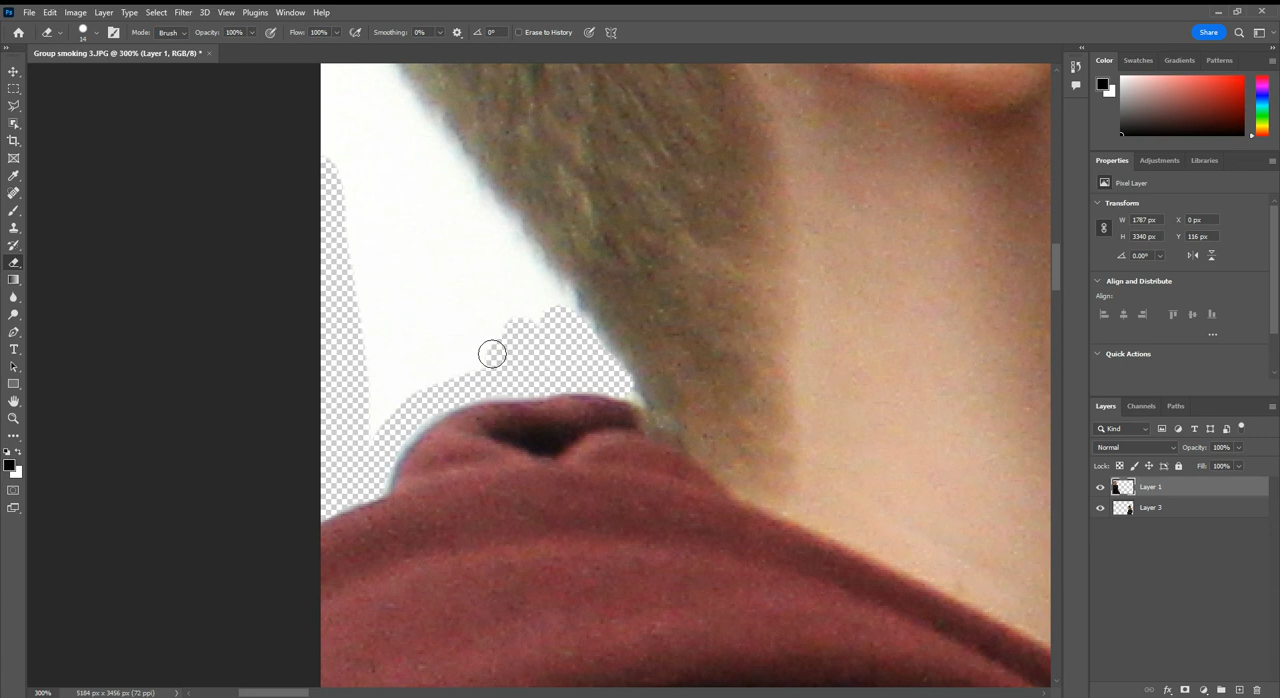 Ps File Edit Image Layer Type Select Filter 3D View Plugins Window Help
14 Mode: Brush Opacity: 100% Flow: 100% Smoothing: 0% 0° Erase to History Share
Group smoking 3.JPG @ 300% (Layer 1, RGB/8) * ×
Color Swatches Gradients Patterns
Properties Adjustments Libraries
Pixel Layer
Transform
W 1787 px X 0 px
H 3340 px Y 116 px
0.00°
Align and Distribute
Align:
Quick Actions
Layers Channels Paths
Kind
Normal Opacity: 100%
Lock: Fill: 100%
Layer 1
Layer 3
fx
300% 5184 px x 3456 px (72 ppi)